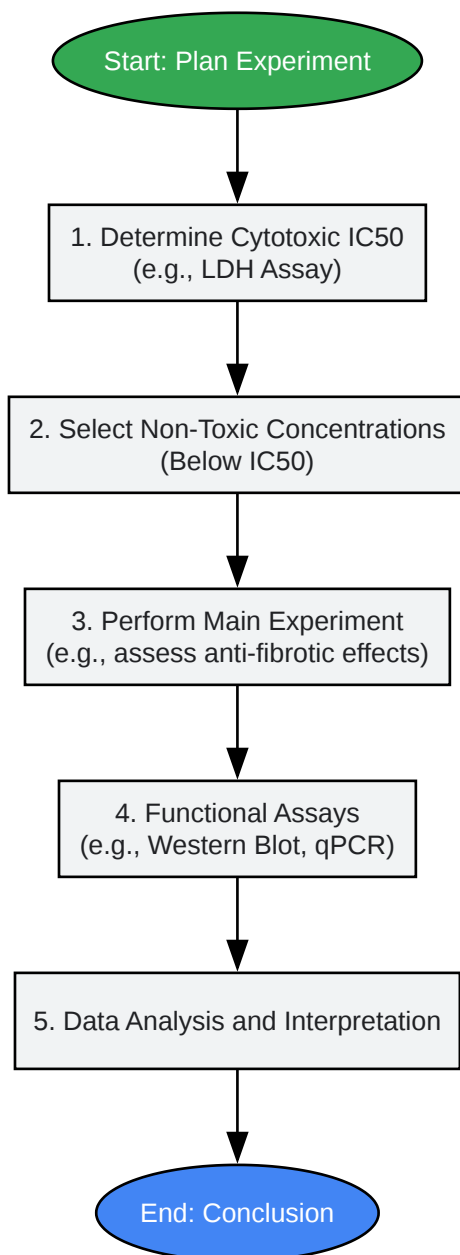 Start: Plan Experiment
1. Determine Cytotoxic IC50
(e.g., LDH Assay)
2. Select Non-Toxic Concentrations
(Below IC50)
3. Perform Main Experiment
(e.g., assess anti-fibrotic effects)
4. Functional Assays
(e.g., Western Blot, qPCR)
5. Data Analysis and Interpretation
End: Conclusion